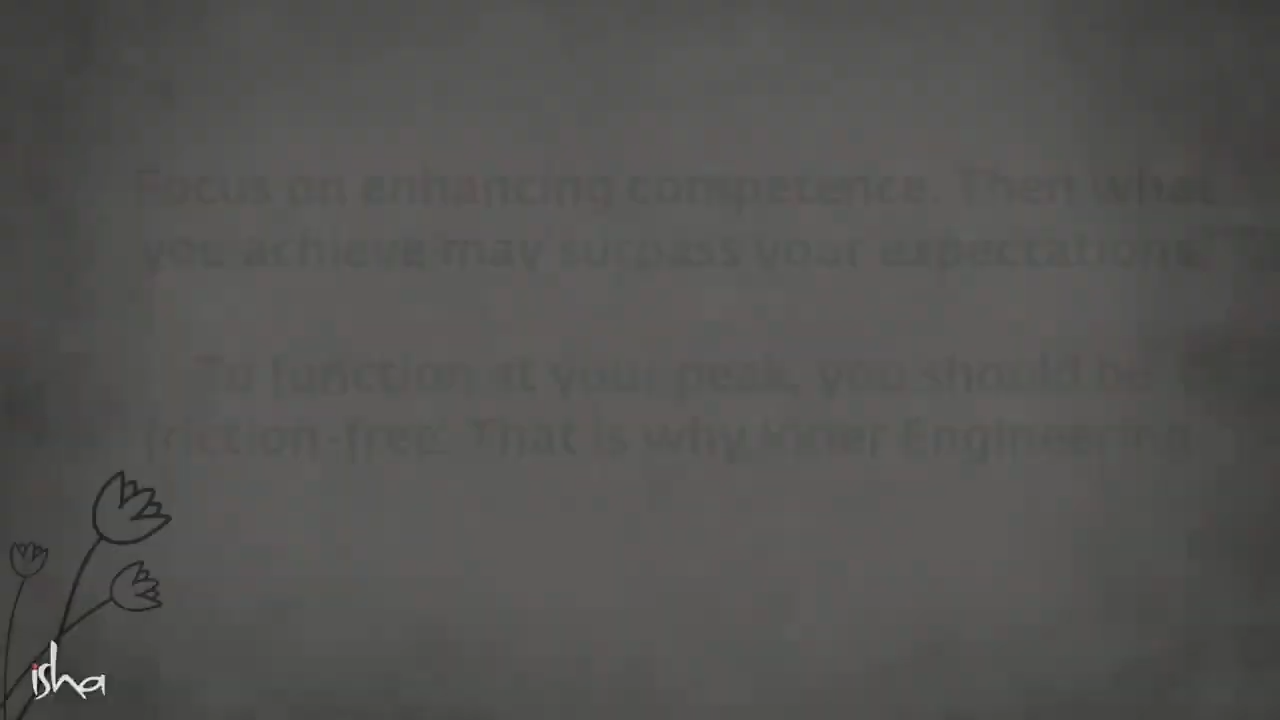 Focus on enhancing competence. Then what
you achieve may surpass your expectations.
To function at your peak, you should be
friction-free. That is why Inner Engineering
isha